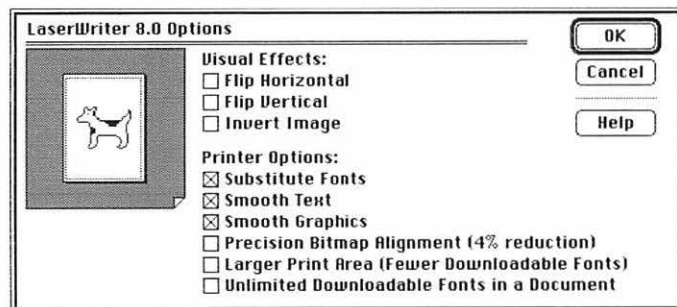 LaserWriter 8.0 Options
OK
Cancel
Help
Visual Effects:
Flip Horizontal
Flip Vertical
Invert Image
Printer Options:
Substitute Fonts
Smooth Text
Smooth Graphics
Precision Bitmap Alignment (4% reduction)
Larger Print Area (Fewer Downloadable Fonts)
Unlimited Downloadable Fonts in a Document